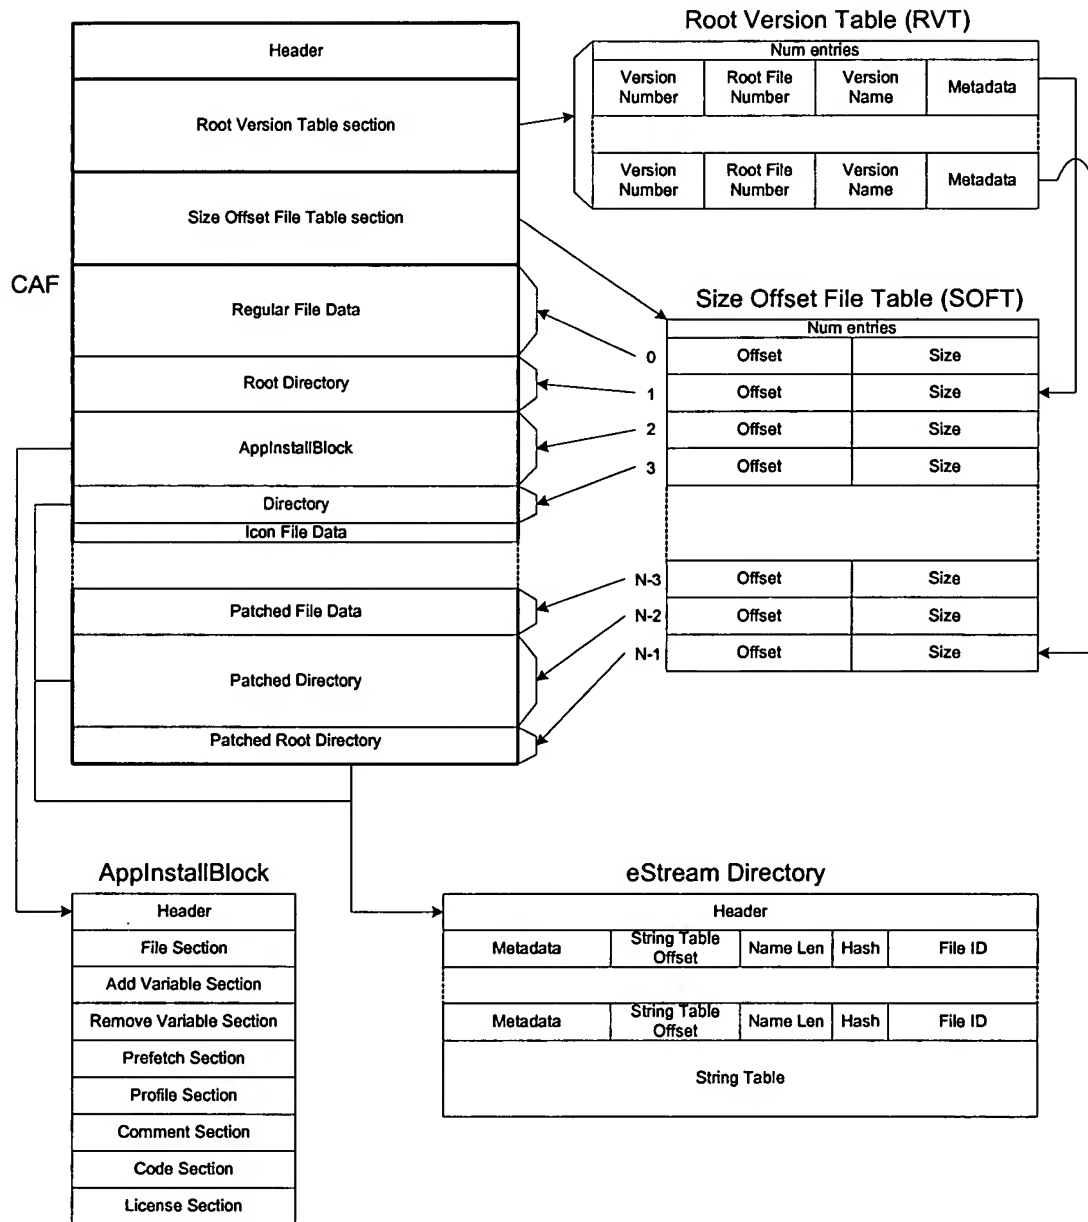 Root Version Table (RVT)
Num entries
Version Number
Root File Number
Version Name
Metadata
Version Number
Root File Number
Version Name
Metadata
CAF
Header
Root Version Table section
Size Offset File Table section
Regular File Data
Root Directory
AppInstallBlock
Directory
Icon File Data
Patched File Data
Patched Directory
Patched Root Directory
Size Offset File Table (SOFT)
Num entries
0 Offset Size
1 Offset Size
2 Offset Size
3 Offset Size
N-3 Offset Size
N-2 Offset Size
N-1 Offset Size
AppInstallBlock
Header
File Section
Add Variable Section
Remove Variable Section
Prefetch Section
Profile Section
Comment Section
Code Section
License Section
eStream Directory
Header
Metadata
String Table Offset
Name Len
Hash
File ID
Metadata
String Table Offset
Name Len
Hash
File ID
String Table